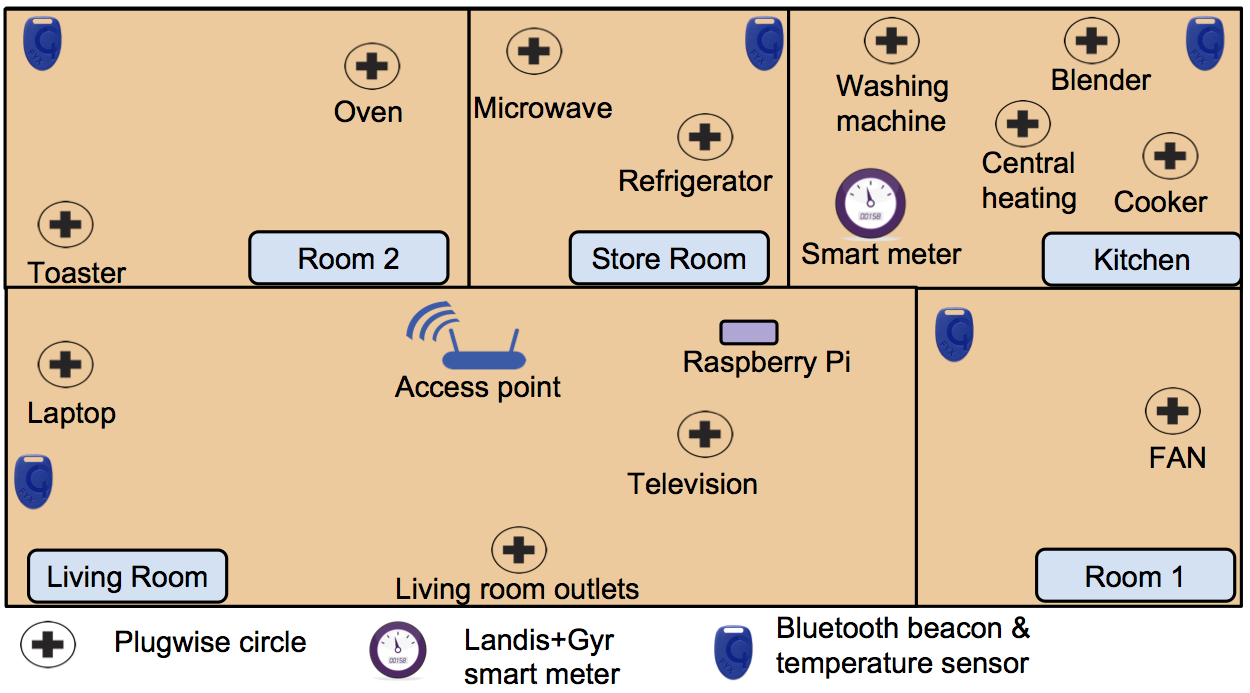 Oven
Toaster
Room 2
Microwave
Refrigerator
Store Room
Washing
machine
Blender
Central
heating
Cooker
00158
Smart meter
Kitchen
Laptop
Access point
Raspberry Pi
Television
Living room outlets
Living Room
FAN
Room 1
Plugwise circle
00158
Landis+Gyr
smart meter
Bluetooth beacon &
temperature sensor